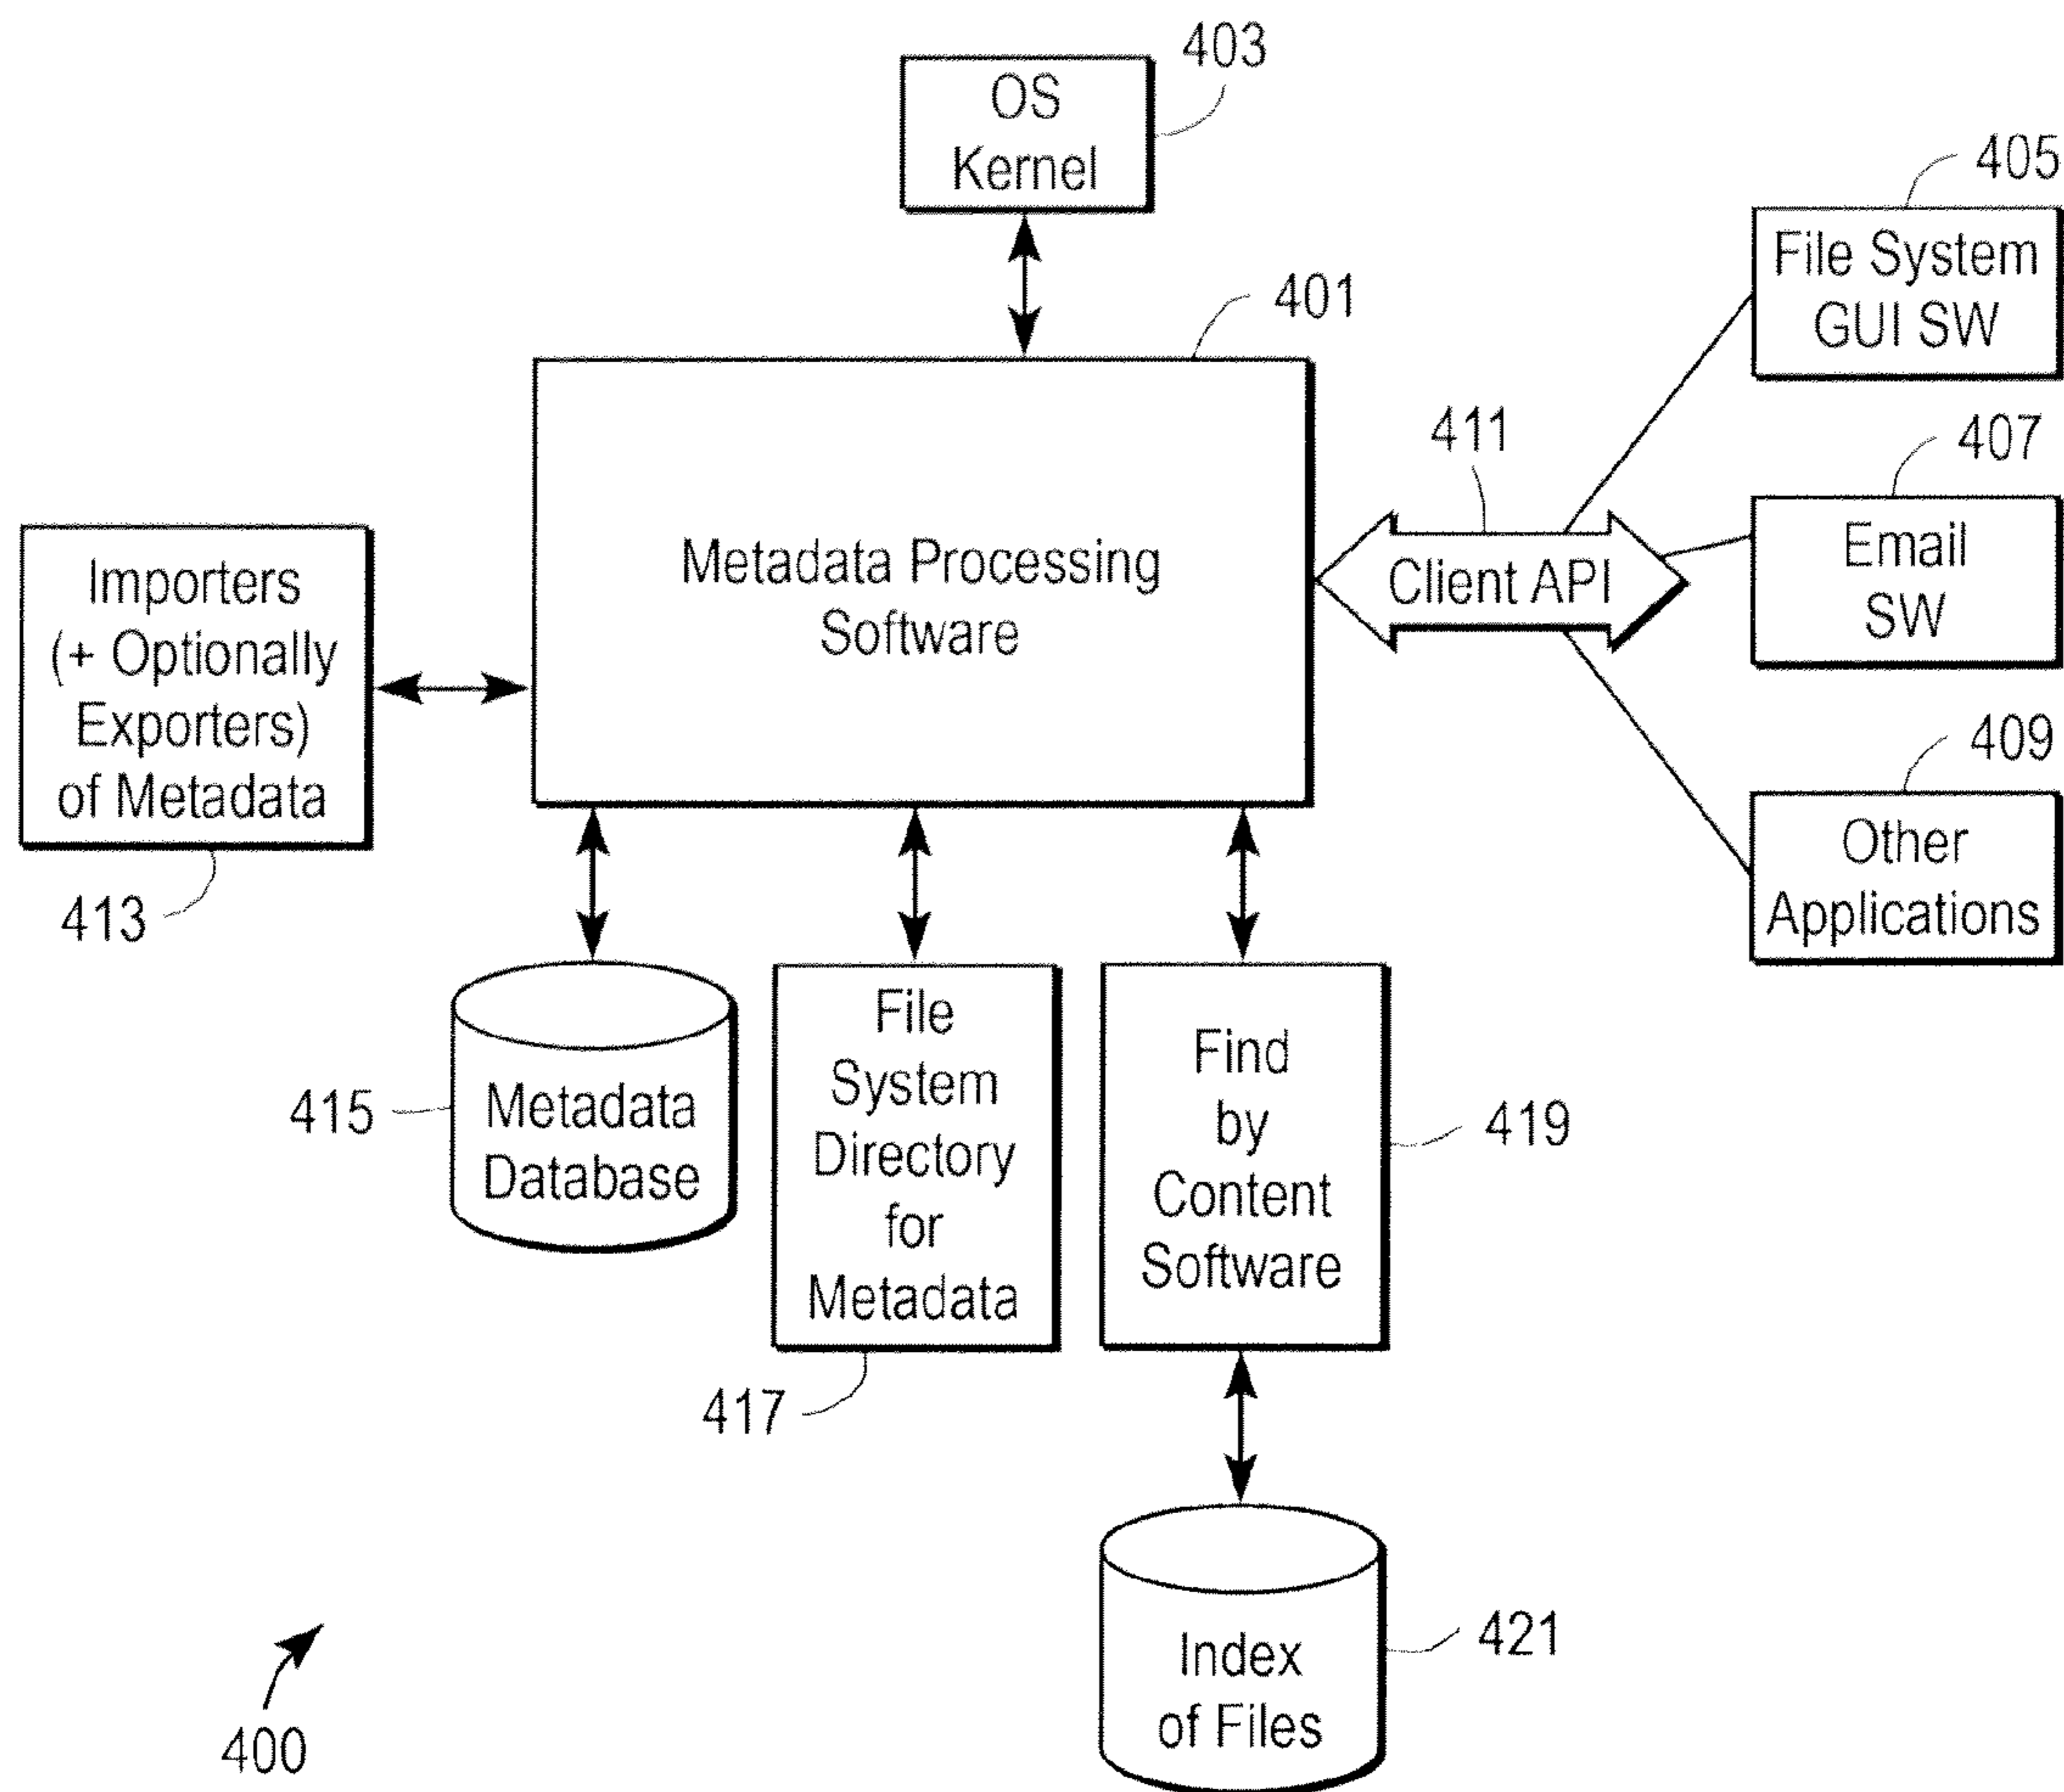 403
OS
Kernel
405
File System
GUI SW
401
411
407
Metadata Processing
Software
Client API
Email
SW
Importers
(+ Optionally
Exporters)
of Metadata
413
409
Other
Applications
415
Metadata
Database
File
System
Directory
for
Metadata
417
Find
by
Content
Software
419
421
Index
of Files
400